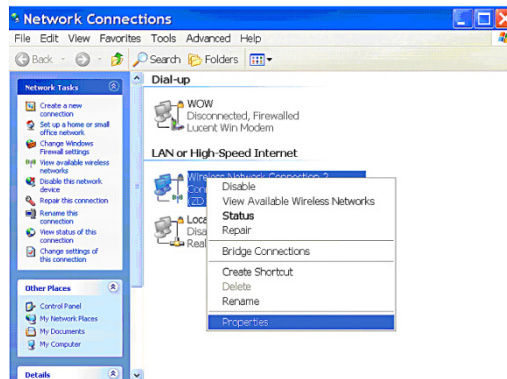 Network Connections
File Edit View Favorites Tools Advanced Help
Back Search Folders
Network Tasks
Create a new
connection
Set up a home or small
office network
Change Windows
Firewall settings
View available wireless
networks
Disable this network
device
Repair this connection
Rename this
connection
View status of this
connection
Change settings of
this connection
Other Places
Control Panel
My Network Places
My Documents
My Computer
Details
Dial-up
WOW
Disconnected, Firewalled
Lucent Win Modem
LAN or High-Speed Internet
Wireless Network Connection 2
Disable
View Available Wireless Networks
Status
Repair
Bridge Connections
Create Shortcut
Delete
Rename
Properties